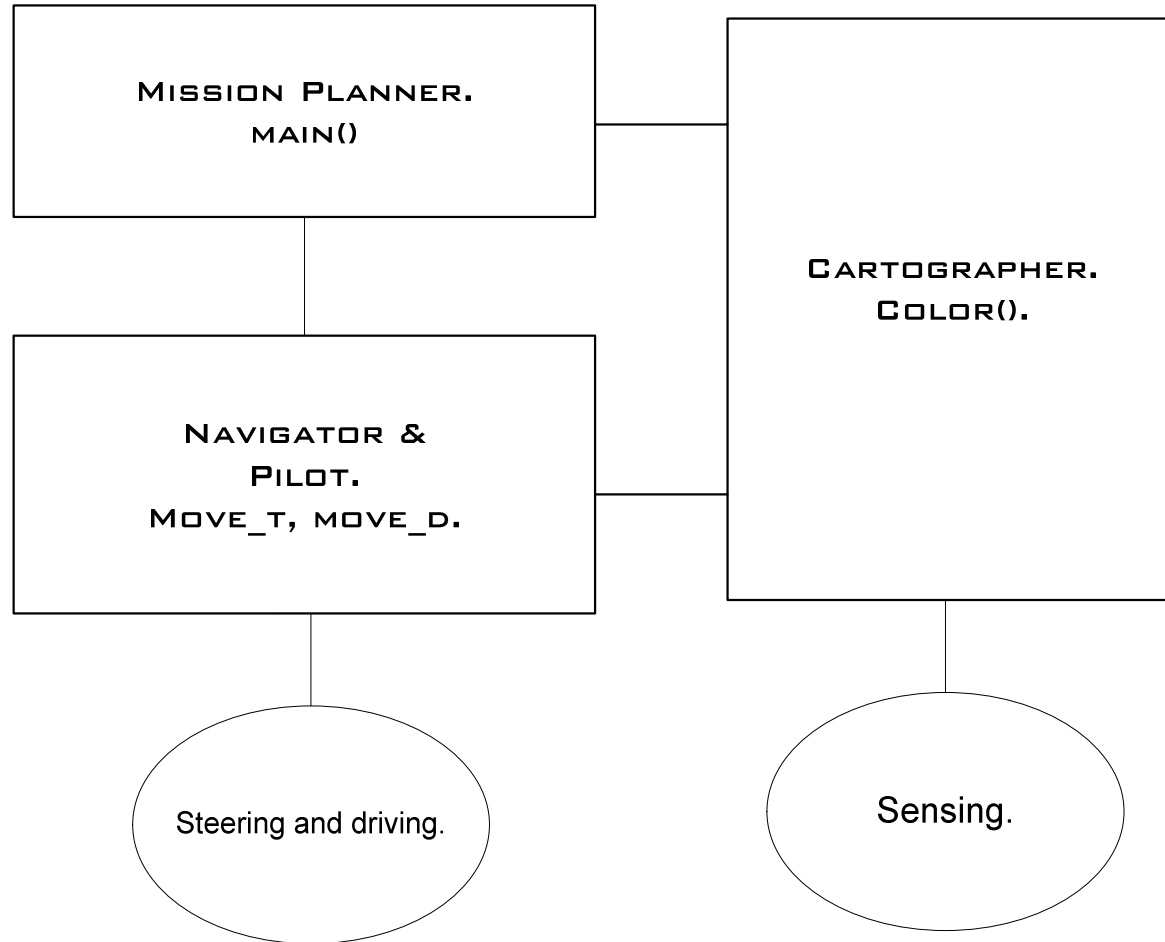 Mission Planner.
main()
Cartographer.
Color().
Navigator &
Pilot.
Move_t, move_d.
Steering and driving.
Sensing.